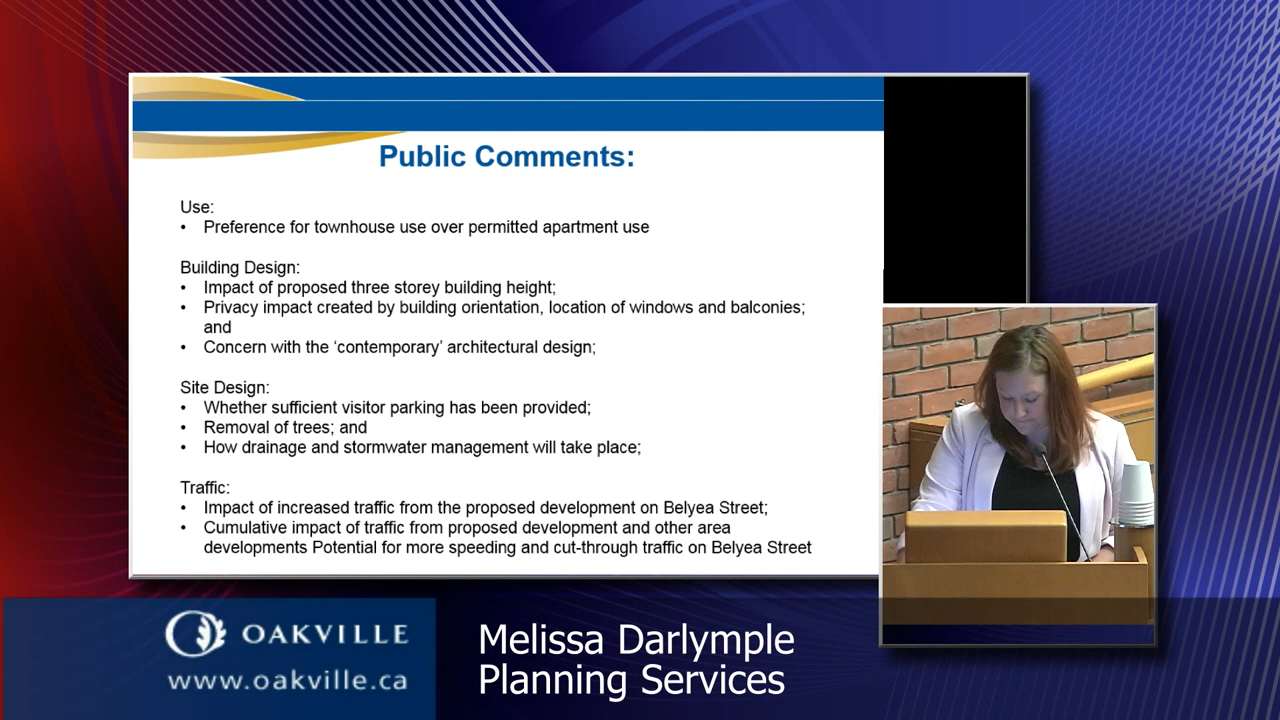 Public Comments:
Use:
• Preference for townhouse use over permitted apartment use
Building Design:
• Impact of proposed three storey building height;
• Privacy impact created by building orientation, location of windows and balconies;
and
• Concern with the ‘contemporary’ architectural design;
Site Design:
• Whether sufficient visitor parking has been provided;
• Removal of trees; and
• How drainage and stormwater management will take place;
Traffic:
• Impact of increased traffic from the proposed development on Belyea Street;
• Cumulative impact of traffic from proposed development and other area
developments Potential for more speeding and cut-through traffic on Belyea Street
OAKVILLE
www.oakville.ca
Melissa Darlymple
Planning Services